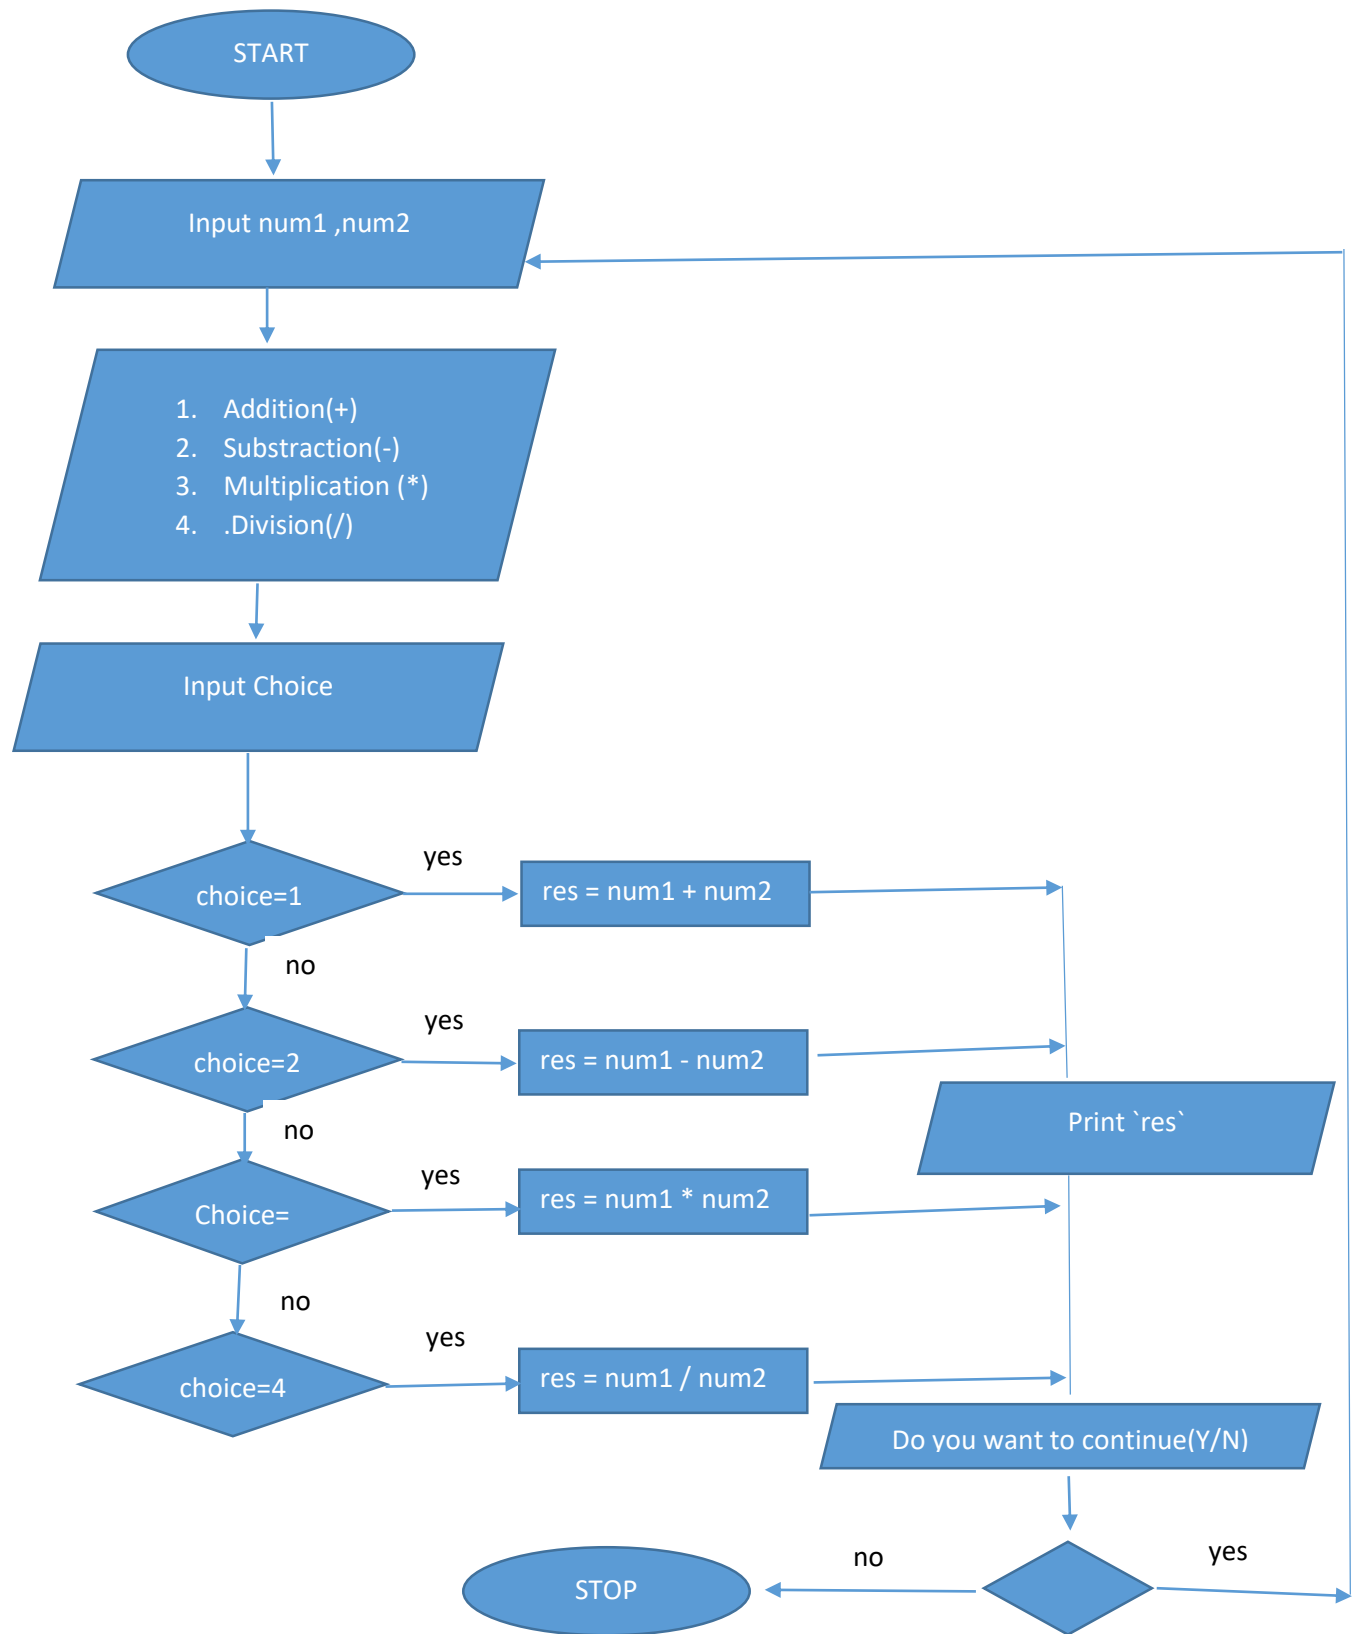 START
Input num1 ,num2
1. Addition(+)
2. Substraction(-)
3. Multiplication (*)
4. .Division(/)
Input Choice
choice=1
yes
res = num1 + num2
no
choice=2
yes
res = num1 - num2
no
Print `res`
Choice=
yes
res = num1 * num2
no
choice=4
yes
res = num1 / num2
Do you want to continue(Y/N)
no
yes
STOP